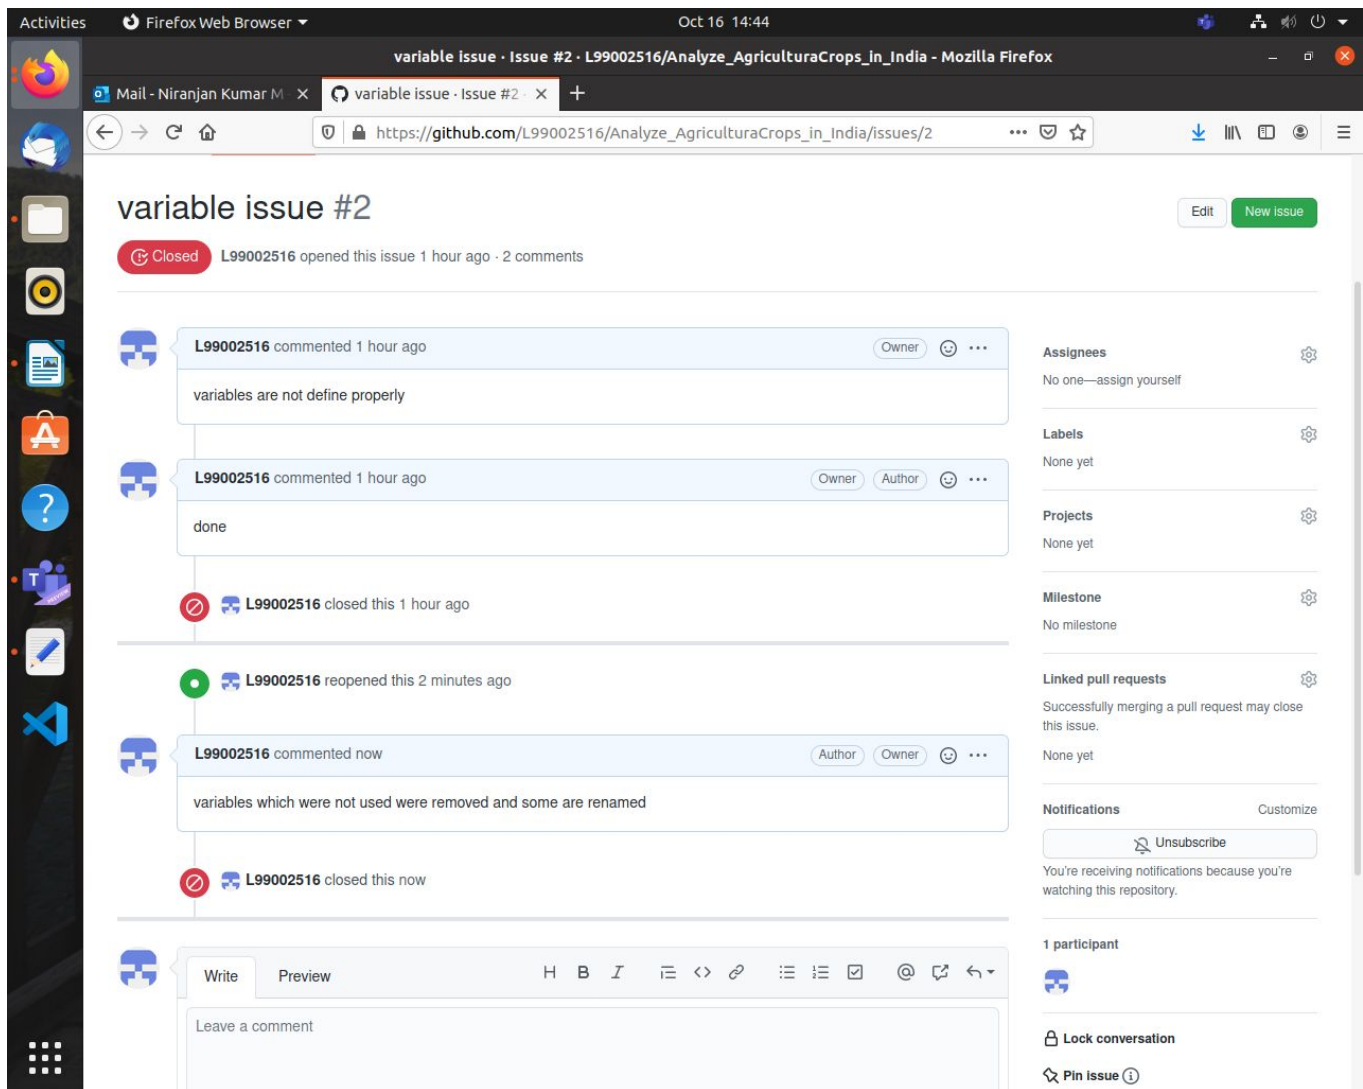 Activities Firefox Web Browser Oct 16 14:44
variable issue · Issue #2 · L99002516/Analyze_AgriculturaCrops_in_India - Mozilla Firefox
Mail - Niranjan Kumar M variable issue · Issue #2
https://github.com/L99002516/Analyze_AgriculturaCrops_in_India/issues/2
variable issue #2
Edit New issue
Closed L99002516 opened this issue 1 hour ago · 2 comments
L99002516 commented 1 hour ago Owner
variables are not define properly
L99002516 commented 1 hour ago Owner Author
done
L99002516 closed this 1 hour ago
L99002516 reopened this 2 minutes ago
L99002516 commented now Author Owner
variables which were not used were removed and some are renamed
L99002516 closed this now
Write Preview H B I
Leave a comment
Assignees
No one—assign yourself
Labels
None yet
Projects
None yet
Milestone
No milestone
Linked pull requests
Successfully merging a pull request may close
this issue.
None yet
Notifications Customize
Unsubscribe
You're receiving notifications because you're
watching this repository.
1 participant
Lock conversation
Pin issue